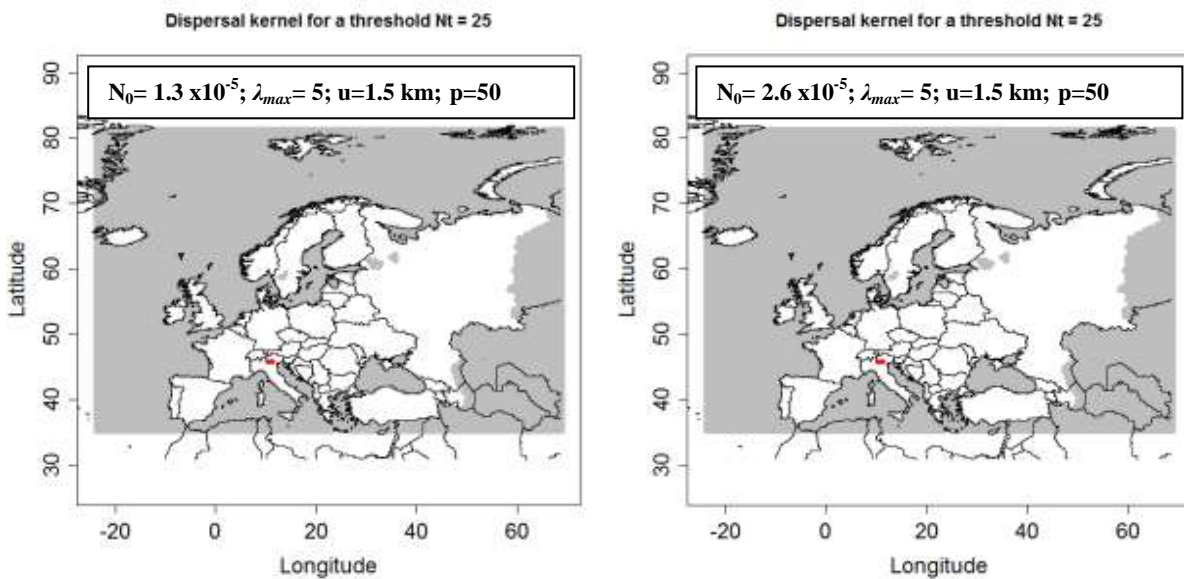 Dispersal kernel for a threshold Nt = 25
N₀= 1.3 x10⁻⁵; λmax= 5; u=1.5 km; p=50
90
80
70
60
50
40
30
Latitude
-20 0 20 40 60
Longitude
Dispersal kernel for a threshold Nt = 25
N₀= 2.6 x10⁻⁵; λmax= 5; u=1.5 km; p=50
90
80
70
60
50
40
30
Latitude
-20 0 20 40 60
Longitude